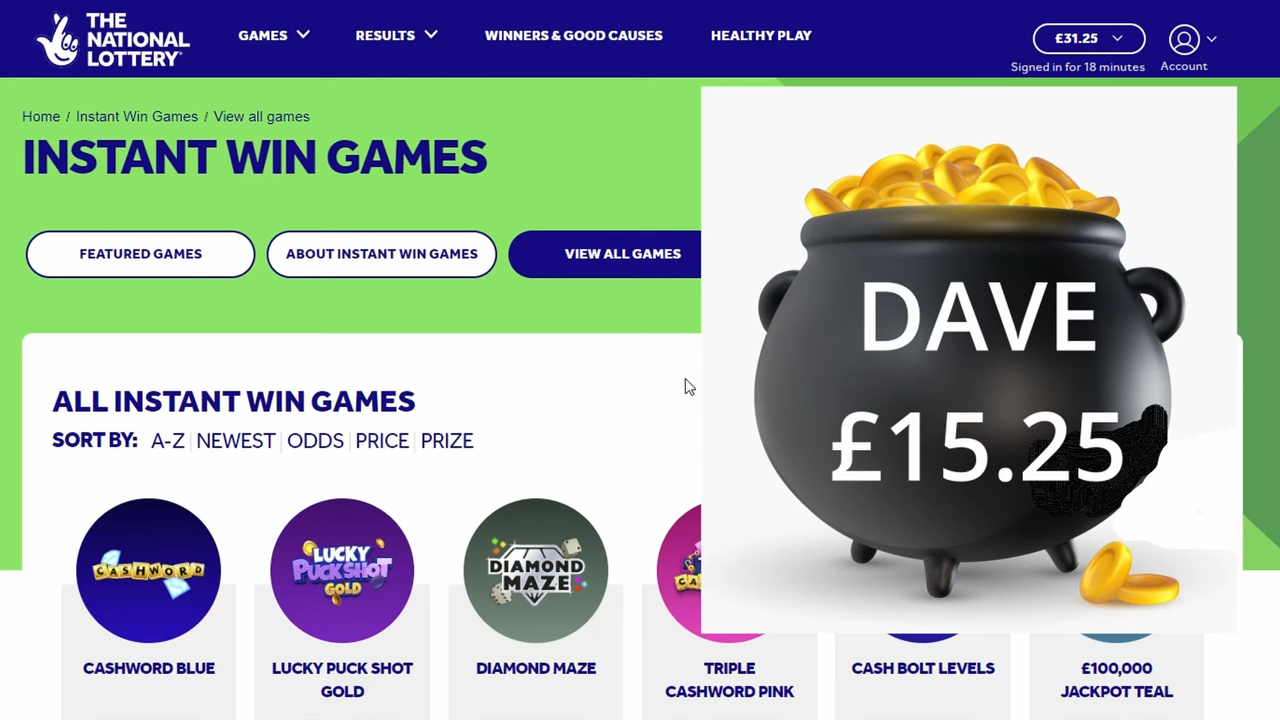 THE
NATIONAL
LOTTERY
GAMES
RESULTS
WINNERS & GOOD CAUSES
HEALTHY PLAY
£31.25
Signed in for 18 minutes
Account
Home / Instant Win Games / View all games
INSTANT WIN GAMES
FEATURED GAMES
ABOUT INSTANT WIN GAMES
VIEW ALL GAMES
DAVE
£15.25
ALL INSTANT WIN GAMES
SORT BY: A-Z NEWEST ODDS PRICE PRIZE
CASHWORD
LUCKY
PUCK SHOT
GOLD
DIAMOND
MAZE
CASHWORD BLUE
LUCKY PUCK SHOT
GOLD
DIAMOND MAZE
TRIPLE
CASHWORD PINK
CASH BOLT LEVELS
£100,000
JACKPOT TEAL